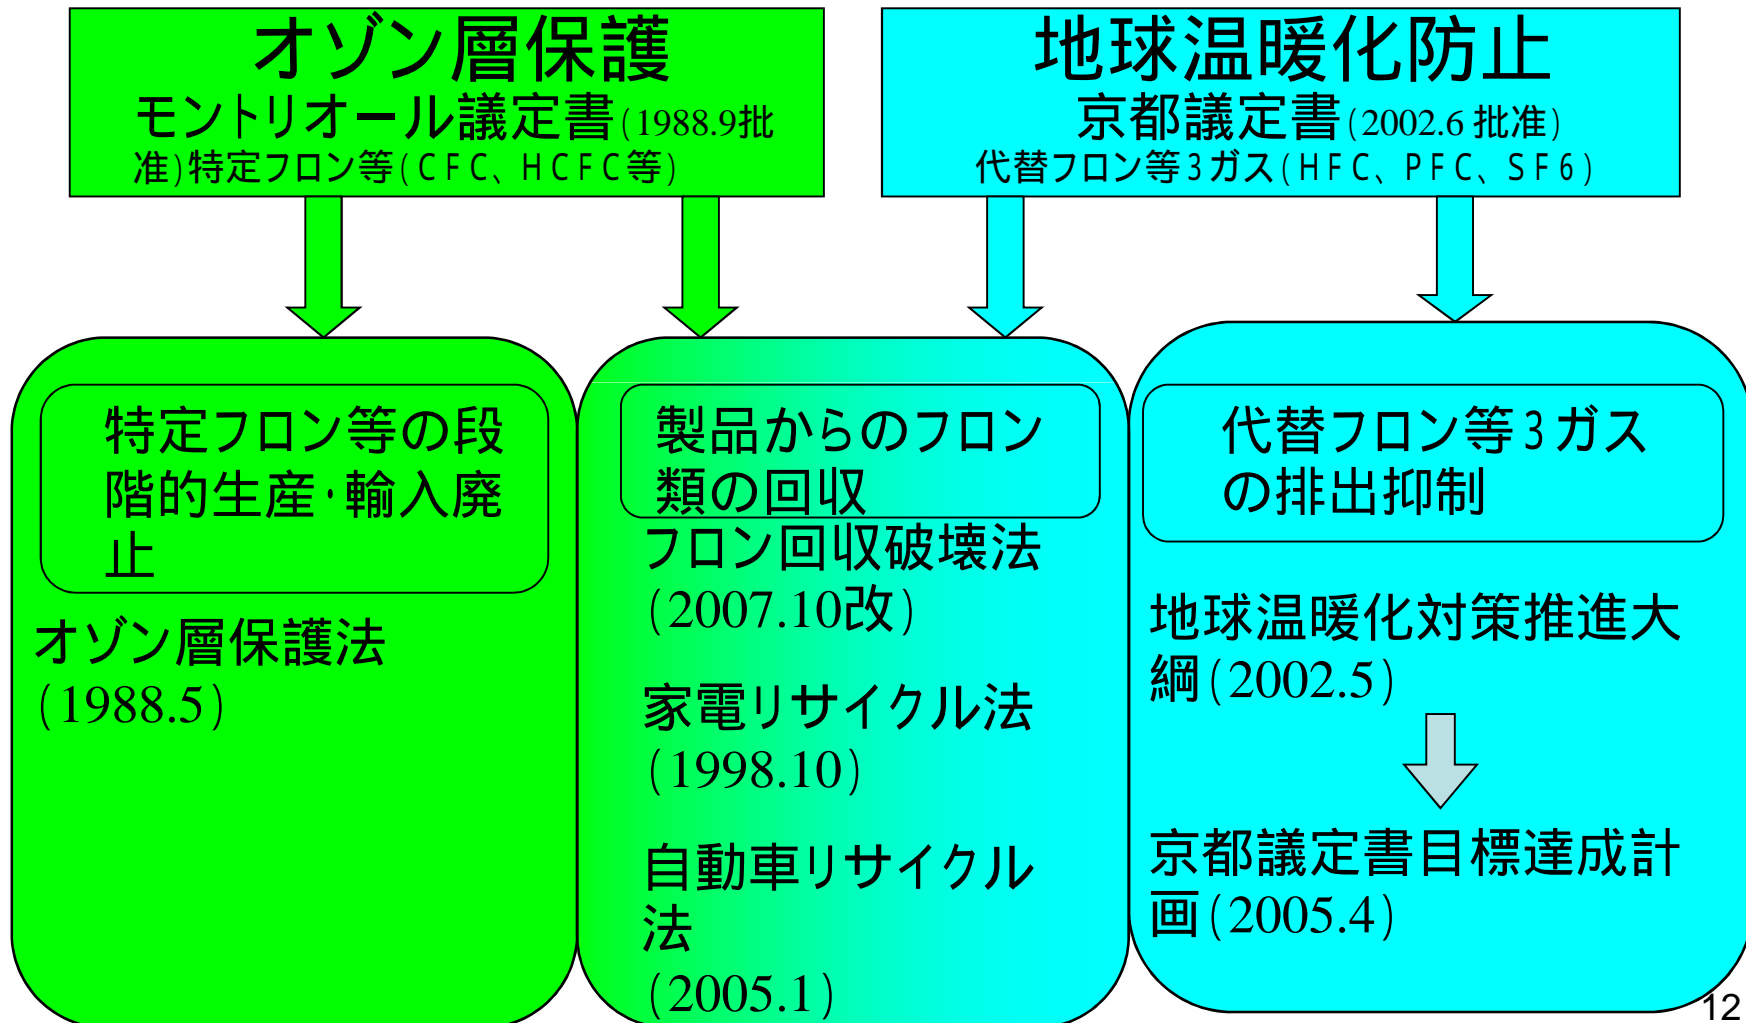 オゾン層保護
モントリオール議定書(1988.9批
准)特定フロン等(CFC、HCFC等)
地球温暖化防止
京都議定書(2002.6 批准)
代替フロン等3ガス(HFC、PFC、SF6)
特定フロン等の段
階的生産・輸入廃
止
オゾン層保護法
(1988.5)
製品からのフロン
類の回収
フロン回収破壊法
(2007.10改)
家電リサイクル法
(1998.10)
自動車リサイクル
法
(2005.1)
代替フロン等3ガス
の排出抑制
地球温暖化対策推進大
綱(2002.5)
京都議定書目標達成計
画(2005.4)
12